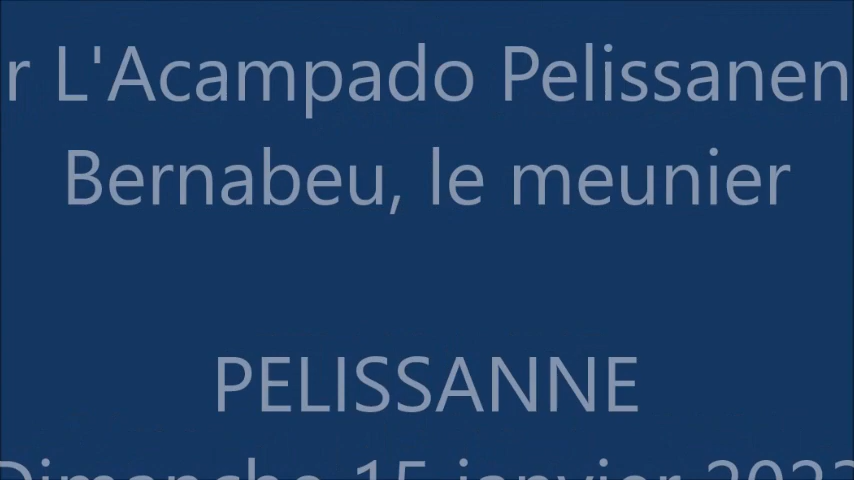 r L'Acampado Pelissanen
Bernabeu, le meunier
PELISSANNE
Dimanche 15 janvier